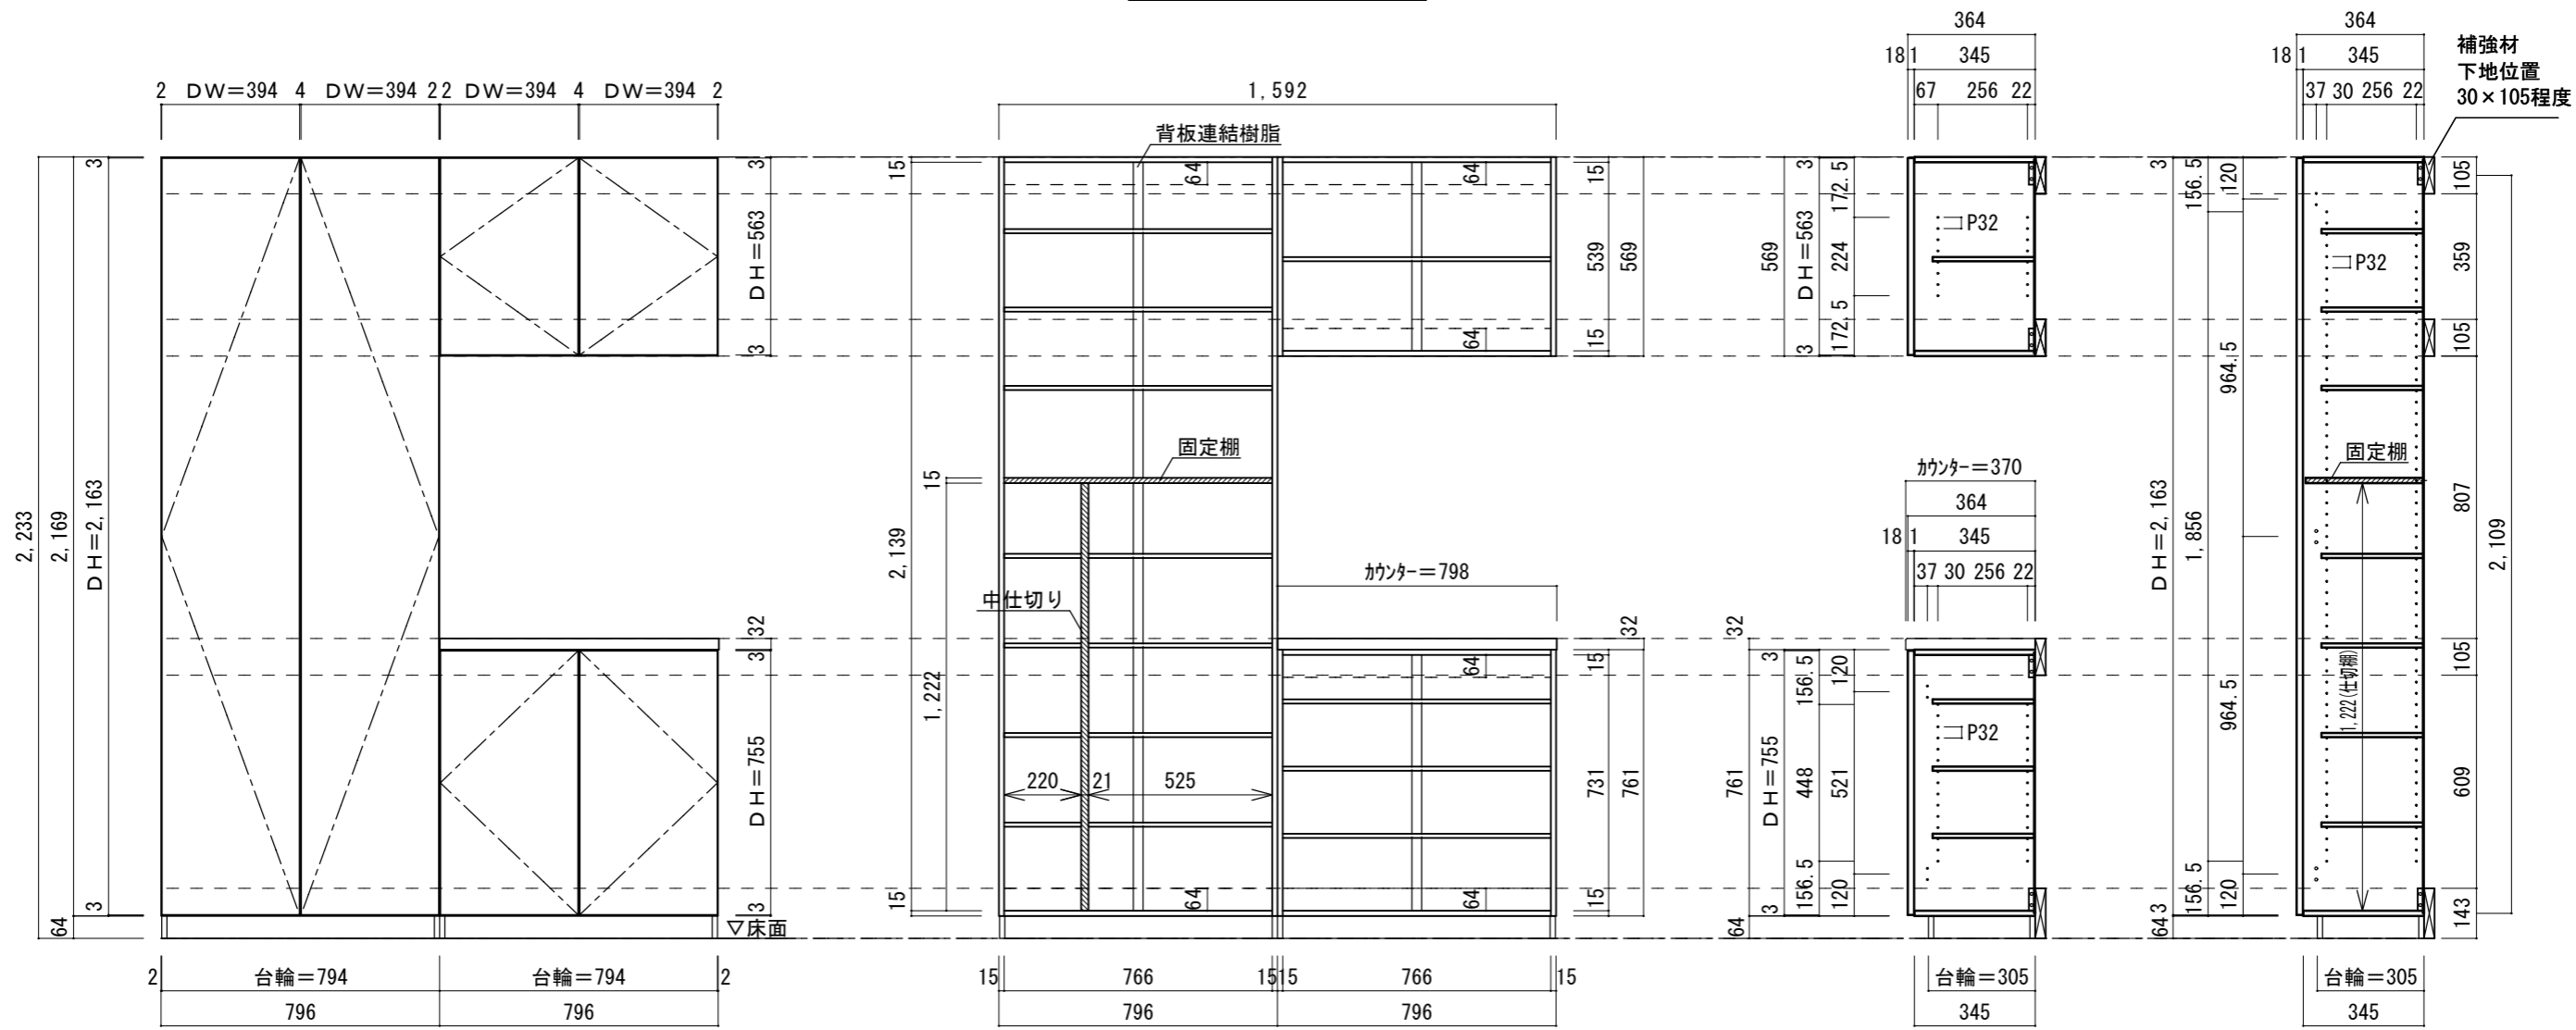 364
364
18 1 345
18 1 345
補強材
下地位置
30×105程度
2 DW=394 4 DW=394 2 2 DW=394 4 DW=394 2
1,592
67 256 22
37 30 256 22
背板連結樹脂
3
3
15
64
64
15
3
172.5
3
156.5
120
105
P32
DH=563
539
569
569
DH=563
224
P32
359
3
64
15
3
172.5
105
964.5
固定棚
固定棚
カウンター=370
364
15
18 1 345
2,233
2,169
DH=2,163
2,139
DH=2,163
1,856
807
2,109
カウンター=798
37 30 256 22
中仕切り
32
32
32
3
64
15
3
156.5
120
105
1,222
1,222(仕切棚)
964.5
P32
DH=755
220 21 525
731
761
761
DH=755
448
521
609
64
3
3
15
64
64
15
64
3
156.5
120
64
3
156.5
120
143
▽床面
2 台輪=794 台輪=794 2
15 766 15 15 766 15
台輪=305
台輪=305
796 796
796 796
345
345